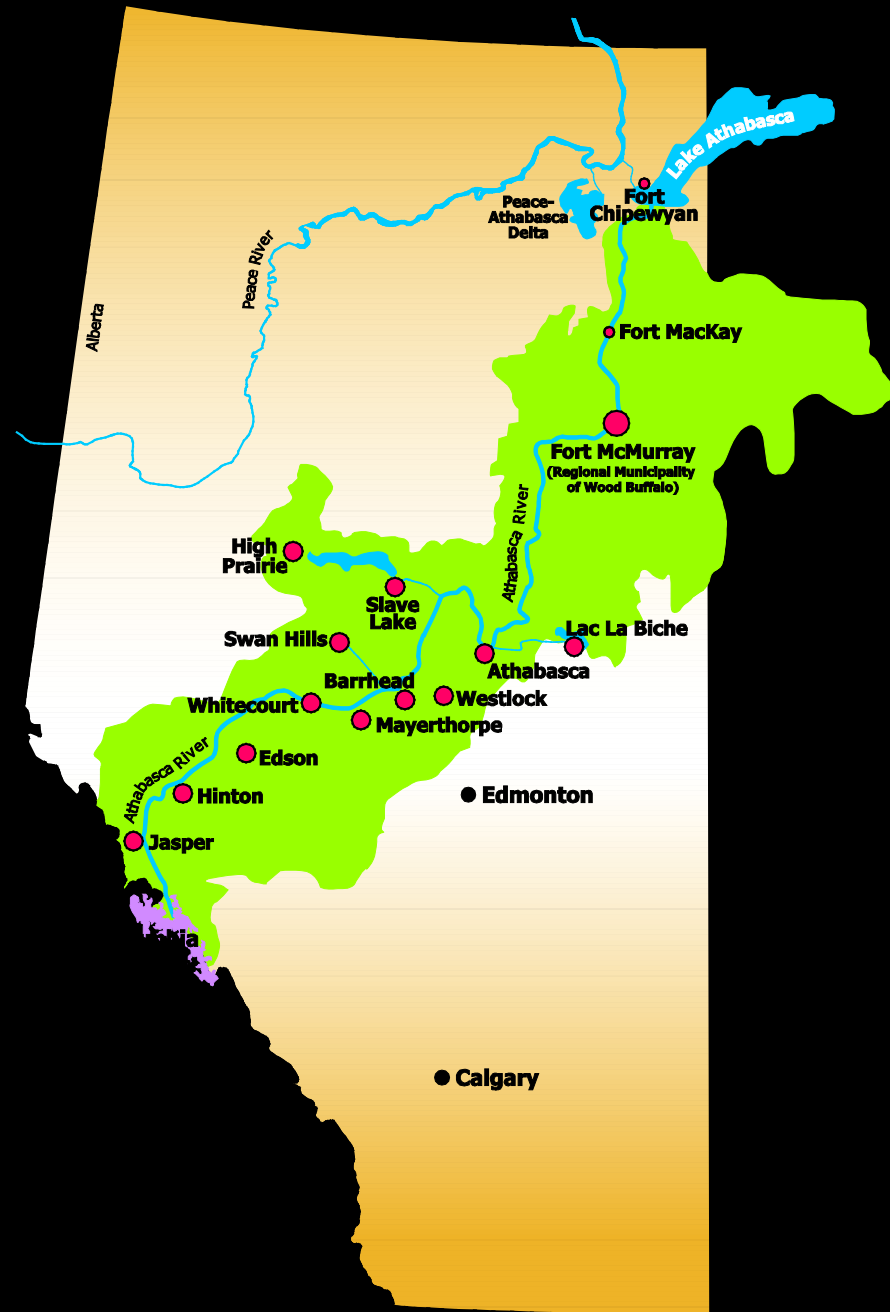 Lake Athabasca
Peace-
Athabasca
Delta
Fort
Chipewyan
Peace River
Alberta
Fort MacKay
Fort McMurray
(Regional Municipality
of Wood Buffalo)
Athabasca River
High
Prairie
Slave
Lake
Lac La Biche
Swan Hills
Athabasca
Barrhead
Westlock
Whitecourt
Mayerthorpe
Athabasca River
Edson
Hinton
Edmonton
Jasper
Calgary